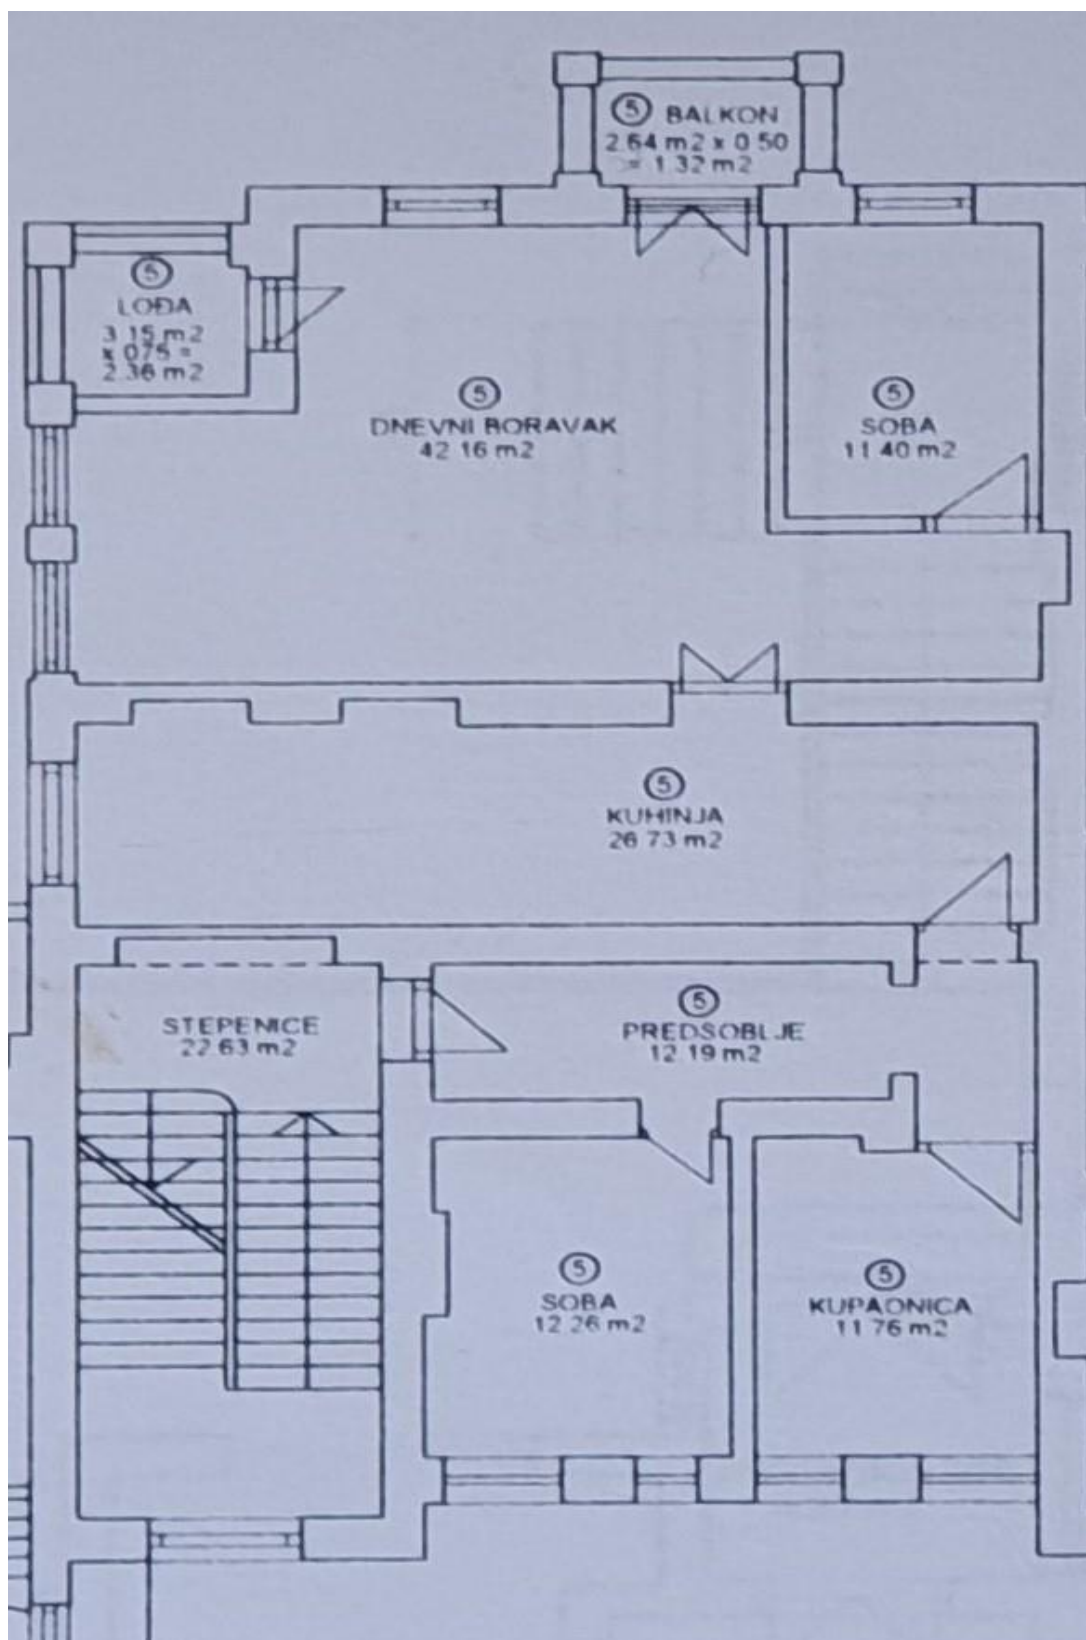 5 BALKON
2.64 m2 x 0.50
= 1.32 m2
5
LOĐA
3.15 m2
x 075 =
2.36 m2
5
DNEVNI BORAVAK
42.16 m2
5
SOBA
11.40 m2
5
KUHINJA
26.73 m2
STEPENICE
22.63 m2
5
PREDSOBLJE
12.19 m2
5
SOBA
12.26 m2
5
KUPAONICA
11.76 m2